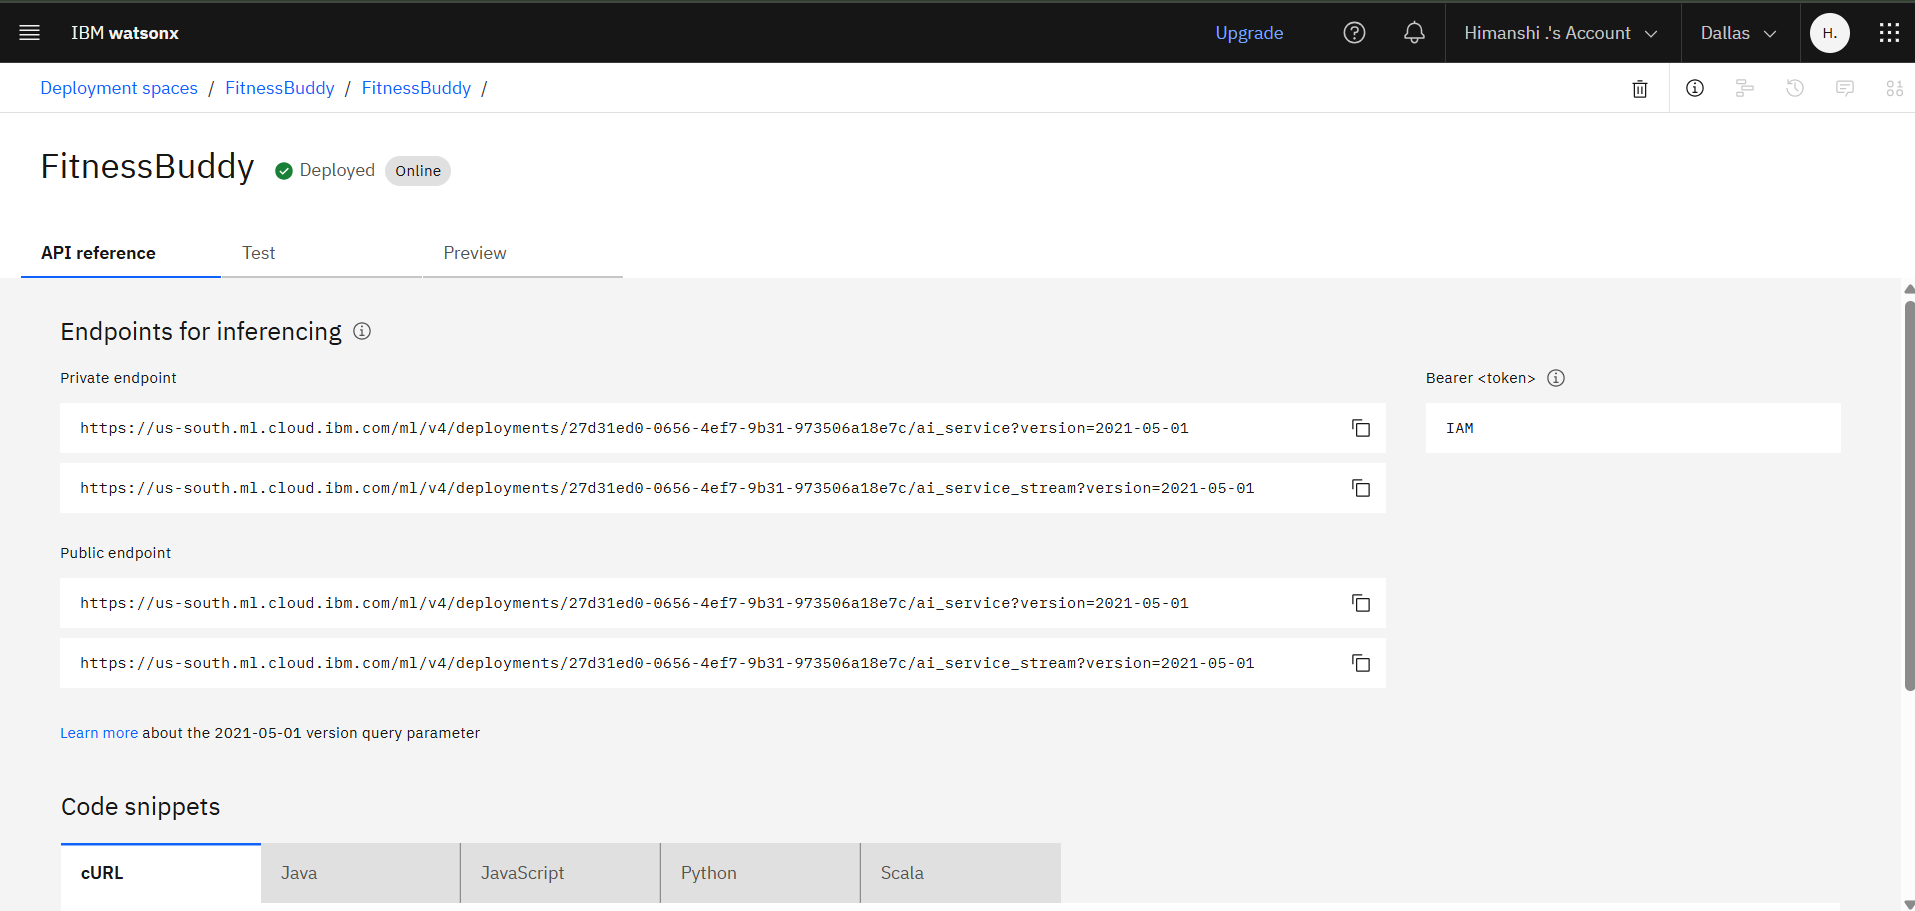 IBM watsonx
Upgrade
Himanshi .'s Account
Dallas
H.
Deployment spaces / FitnessBuddy / FitnessBuddy /
FitnessBuddy
Deployed
Online
API reference
Test
Preview
Endpoints for inferencing
Private endpoint
Bearer <token>
https://us-south.ml.cloud.ibm.com/ml/v4/deployments/27d31ed0-0656-4ef7-9b31-973506a18e7c/ai_service?version=2021-05-01
IAM
https://us-south.ml.cloud.ibm.com/ml/v4/deployments/27d31ed0-0656-4ef7-9b31-973506a18e7c/ai_service_stream?version=2021-05-01
Public endpoint
https://us-south.ml.cloud.ibm.com/ml/v4/deployments/27d31ed0-0656-4ef7-9b31-973506a18e7c/ai_service?version=2021-05-01
https://us-south.ml.cloud.ibm.com/ml/v4/deployments/27d31ed0-0656-4ef7-9b31-973506a18e7c/ai_service_stream?version=2021-05-01
Learn more about the 2021-05-01 version query parameter
Code snippets
cURL
Java
JavaScript
Python
Scala